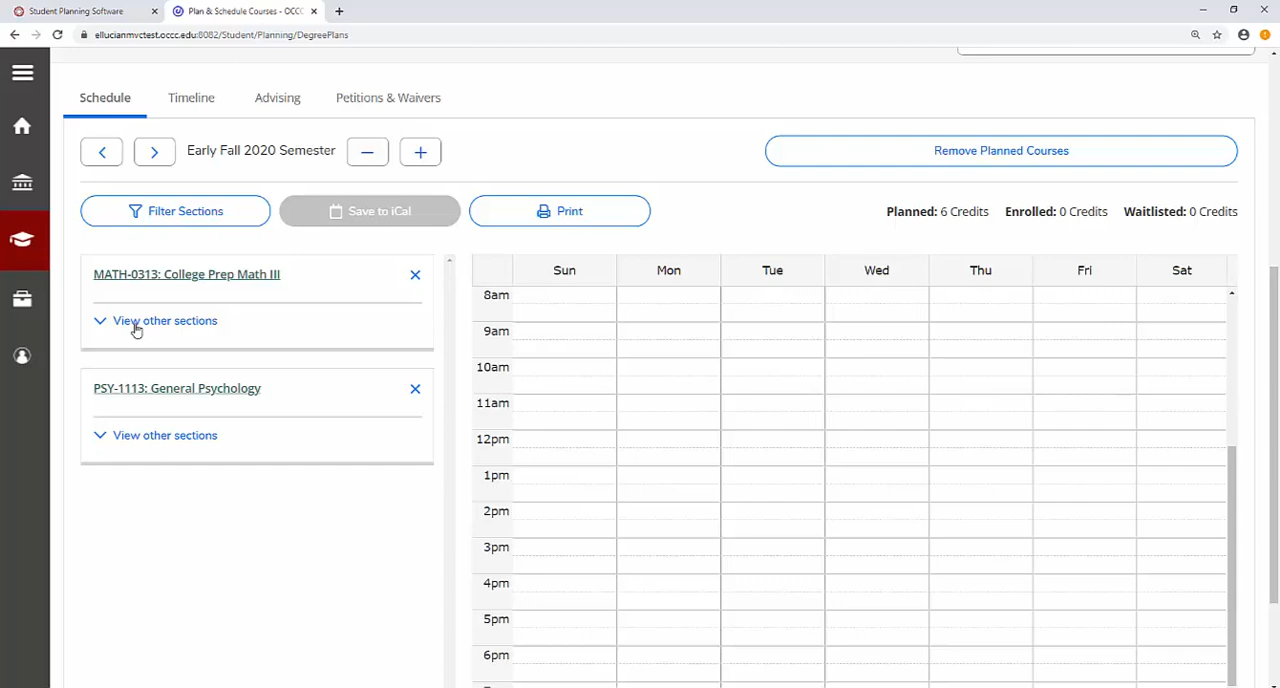 Student Planning Software
Plan & Schedule Courses - OCCC
ellucianmvctest.occc.edu:8082/Student/Planning/DegreePlans
Schedule
Timeline
Advising
Petitions & Waivers
Early Fall 2020 Semester
Remove Planned Courses
Filter Sections
Save to iCal
Print
Planned: 6 Credits
Enrolled: 0 Credits
Waitlisted: 0 Credits
MATH-0313: College Prep Math III
View other sections
PSY-1113: General Psychology
View other sections
Sun Mon Tue Wed Thu Fri Sat
8am
9am
10am
11am
12pm
1pm
2pm
3pm
4pm
5pm
6pm